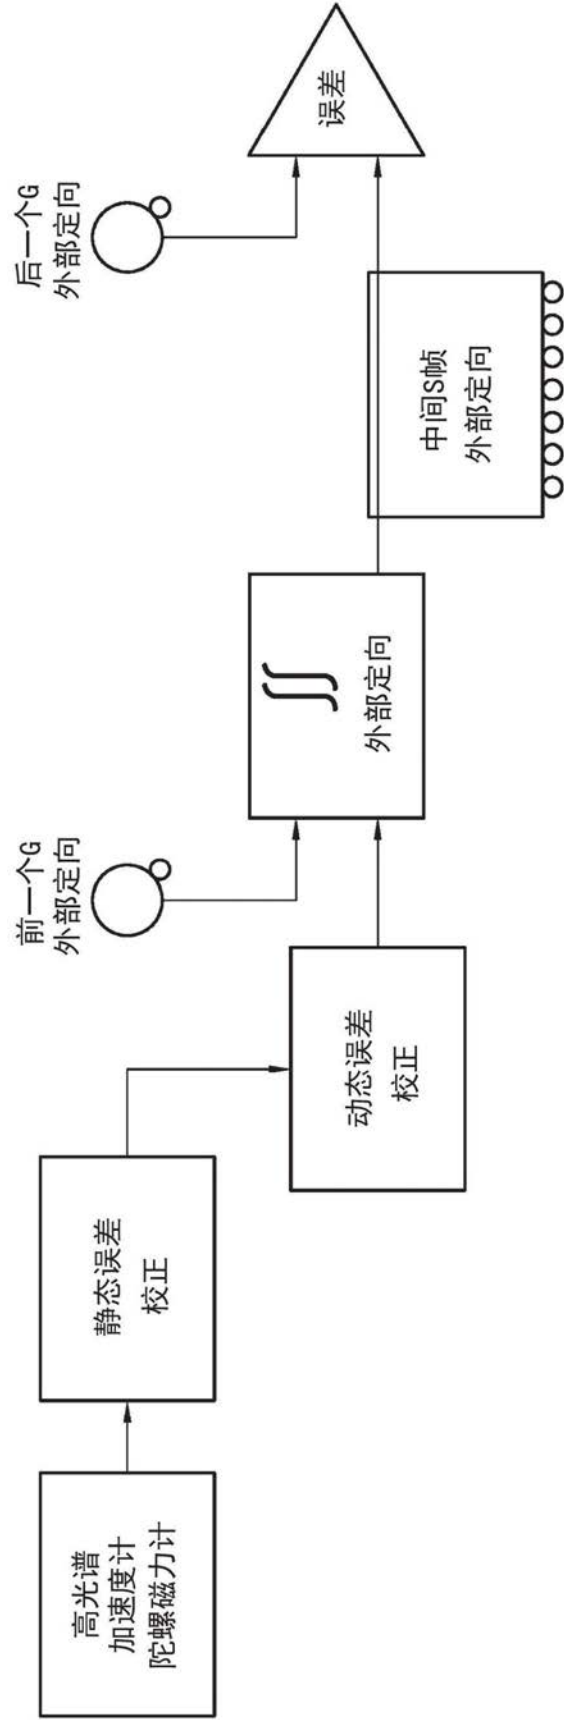 高光谱
加速度计
陀螺磁力计
静态误差
校正
动态误差
校正
前一个G
外部定向
∬
外部定向
中间S帧
外部定向
后一个G
外部定向
误差